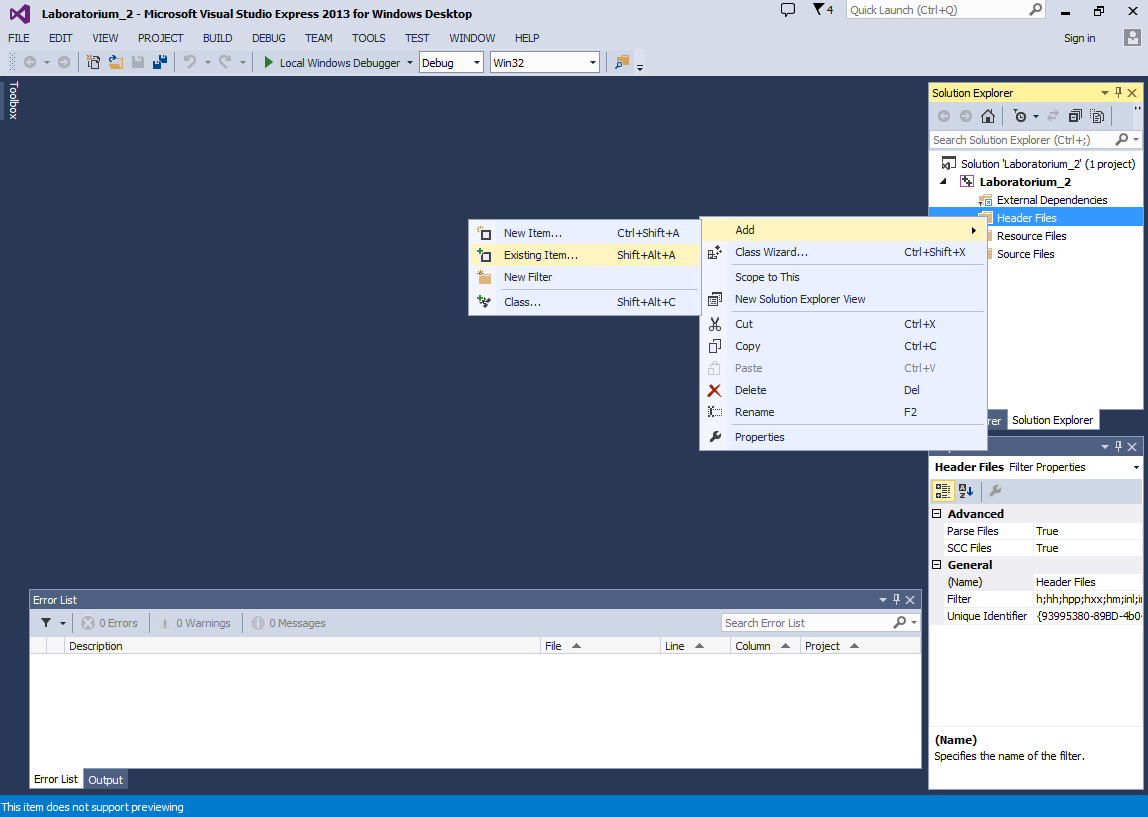 Laboratorium_2 - Microsoft Visual Studio Express 2013 for Windows Desktop
4
Quick Launch (Ctrl+Q)
FILE EDIT VIEW PROJECT BUILD DEBUG TEAM TOOLS TEST WINDOW HELP
Sign in
Local Windows Debugger Debug Win32
Toolbox
Solution Explorer
Search Solution Explorer (Ctrl+;)
Solution 'Laboratorium_2' (1 project)
Laboratorium_2
External Dependencies
Header Files
Resource Files
Source Files
New Item... Ctrl+Shift+A
Existing Item... Shift+Alt+A
New Filter
Class... Shift+Alt+C
Add
Class Wizard... Ctrl+Shift+X
Scope to This
New Solution Explorer View
Cut Ctrl+X
Copy Ctrl+C
Paste Ctrl+V
Delete Del
Rename F2
Properties
Solution Explorer
Header Files Filter Properties
Advanced
Parse Files True
SCC Files True
General
(Name) Header Files
Filter h;hh;hpp;hxx;hm;inl;
Unique Identifier {93995380-89BD-4b0
(Name)
Specifies the name of the filter.
Error List
0 Errors 0 Warnings 0 Messages
Search Error List
Description File Line Column Project
Error List Output
This item does not support previewing